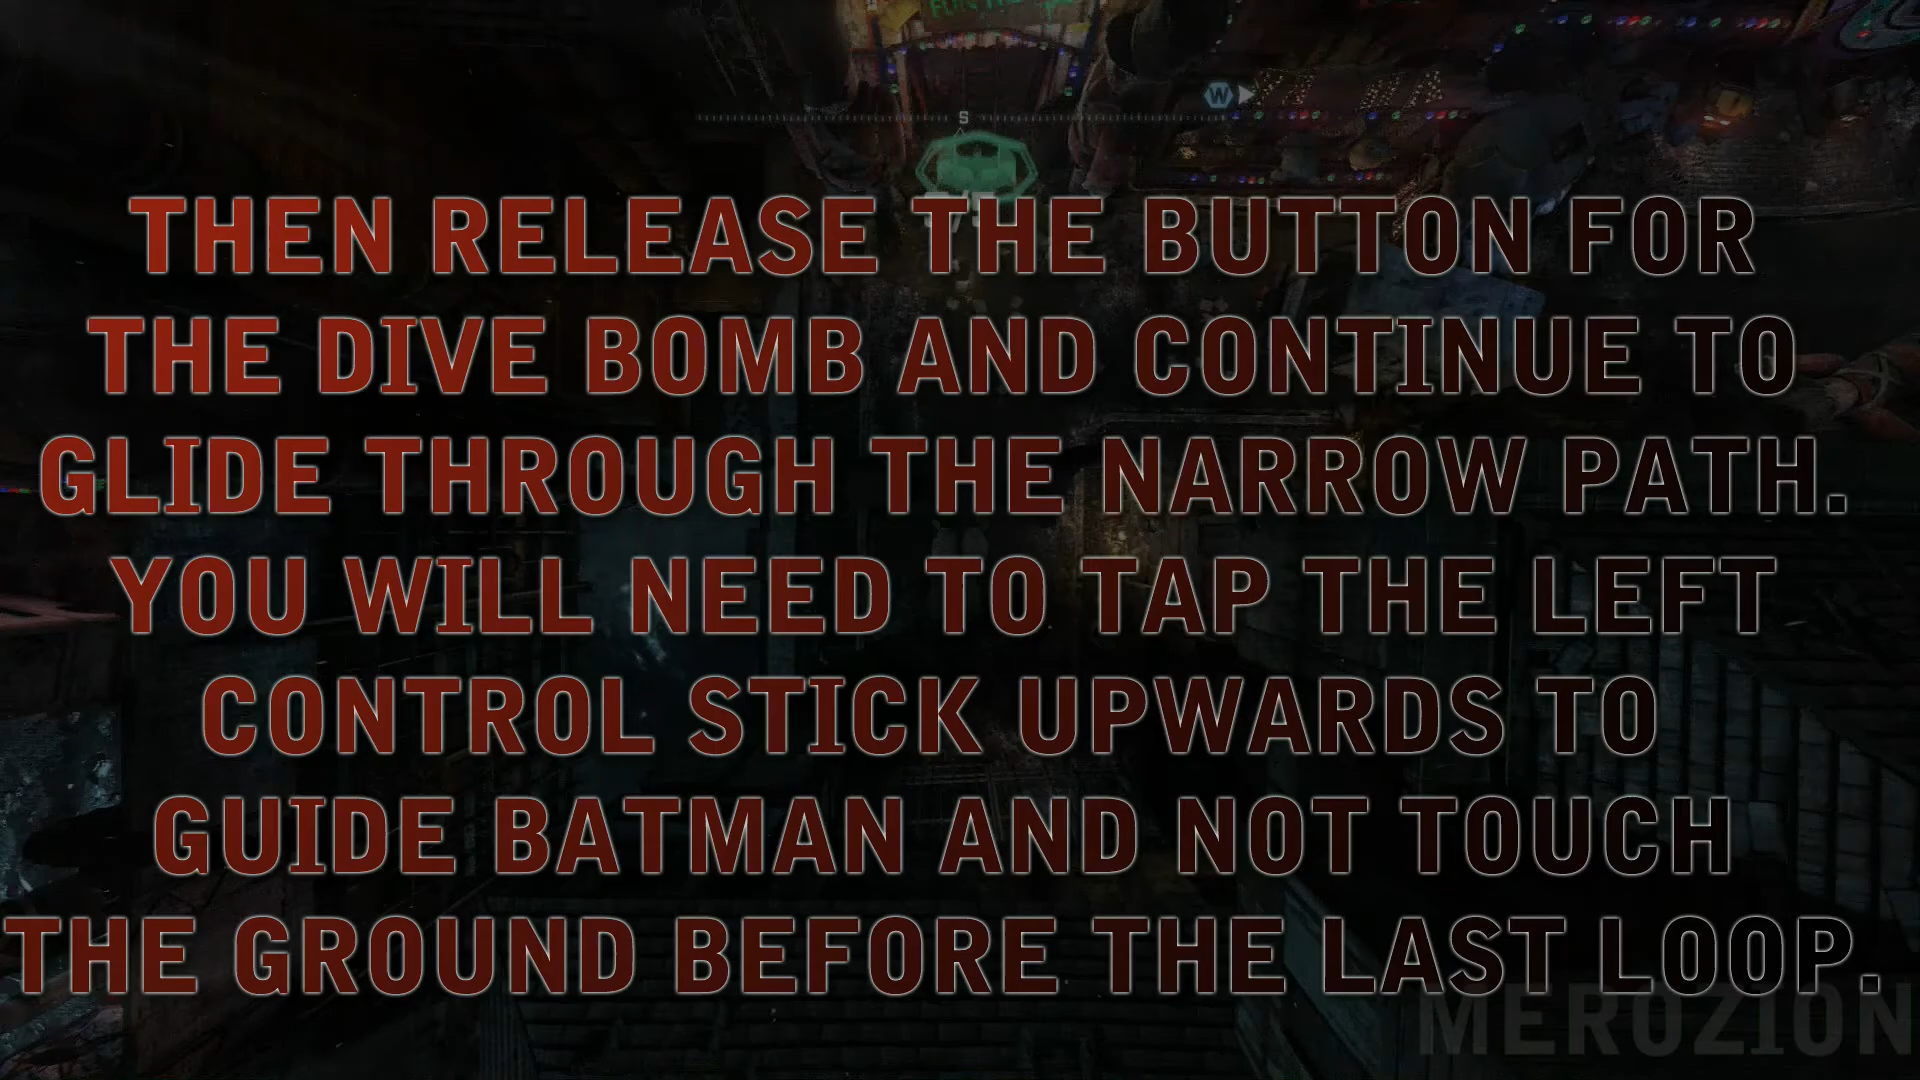 S
W
THEN RELEASE THE BUTTON FOR
THE DIVE BOMB AND CONTINUE TO
GLIDE THROUGH THE NARROW PATH.
YOU WILL NEED TO TAP THE LEFT
CONTROL STICK UPWARDS TO
GUIDE BATMAN AND NOT TOUCH
THE GROUND BEFORE THE LAST LOOP.
MEROZION